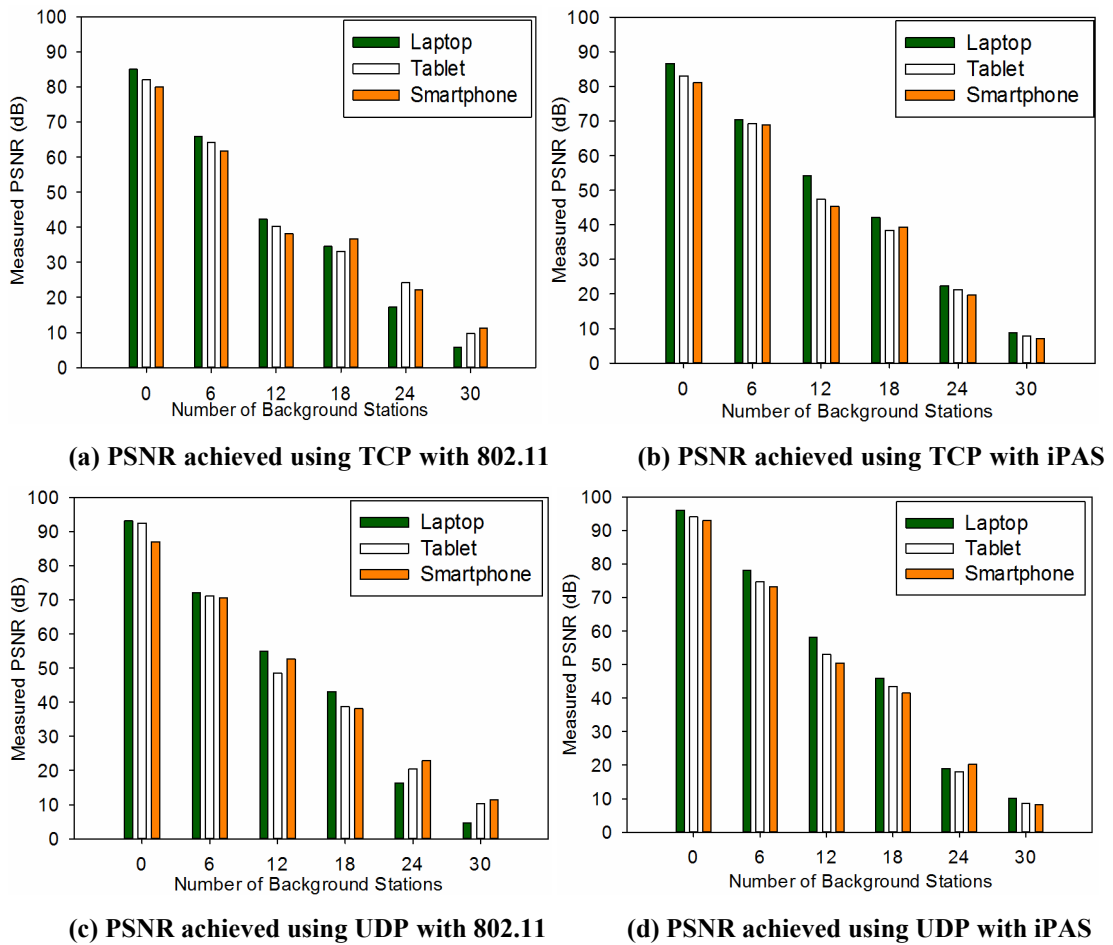 100
90
80
70
60
50
40
30
20
10
0
Measured PSNR (dB)
Laptop
Tablet
Smartphone
0 6 12 18 24 30
Number of Background Stations
(a) PSNR achieved using TCP with 802.11
100
90
80
70
60
50
40
30
20
10
0
Measured PSNR (dB)
Laptop
Tablet
Smartphone
0 6 12 18 24 30
Number of Background Stations
(b) PSNR achieved using TCP with iPAS
100
90
80
70
60
50
40
30
20
10
0
Measured PSNR (dB)
Laptop
Tablet
Smartphone
0 6 12 18 24 30
Number of Background Stations
(c) PSNR achieved using UDP with 802.11
100
90
80
70
60
50
40
30
20
10
0
Measured PSNR (dB)
Laptop
Tablet
Smartphone
0 6 12 18 24 30
Number of Background Stations
(d) PSNR achieved using UDP with iPAS